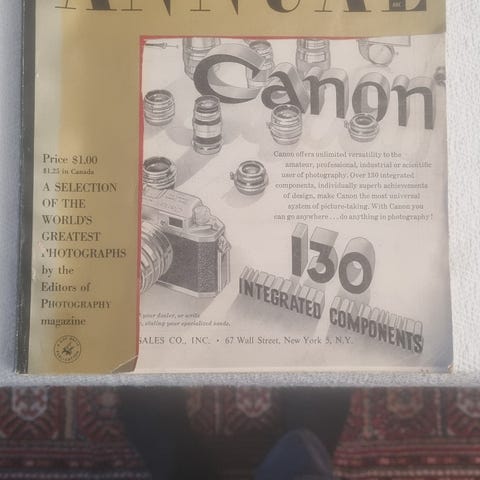 ANNUAL
Canon
Canon offers unlimited versatility to the
amateur, professional, industrial or scientific
user of photography. Over 130 integrated
components, individually superb achievements
of design, make Canon the most universal
system of picture-taking. With Canon you
can go anywhere . . . do anything in photography!
130
INTEGRATED COMPONENTS
your dealer, or write
, stating your specialized needs.
SALES CO., INC. • 67 Wall Street, New York 5, N.Y.
Price $1.00
$1.25 in Canada
A SELECTION
OF THE
WORLD'S
GREATEST
PHOTOGRAPHS
by the
Editors of
PHOTOGRAPHY
magazine